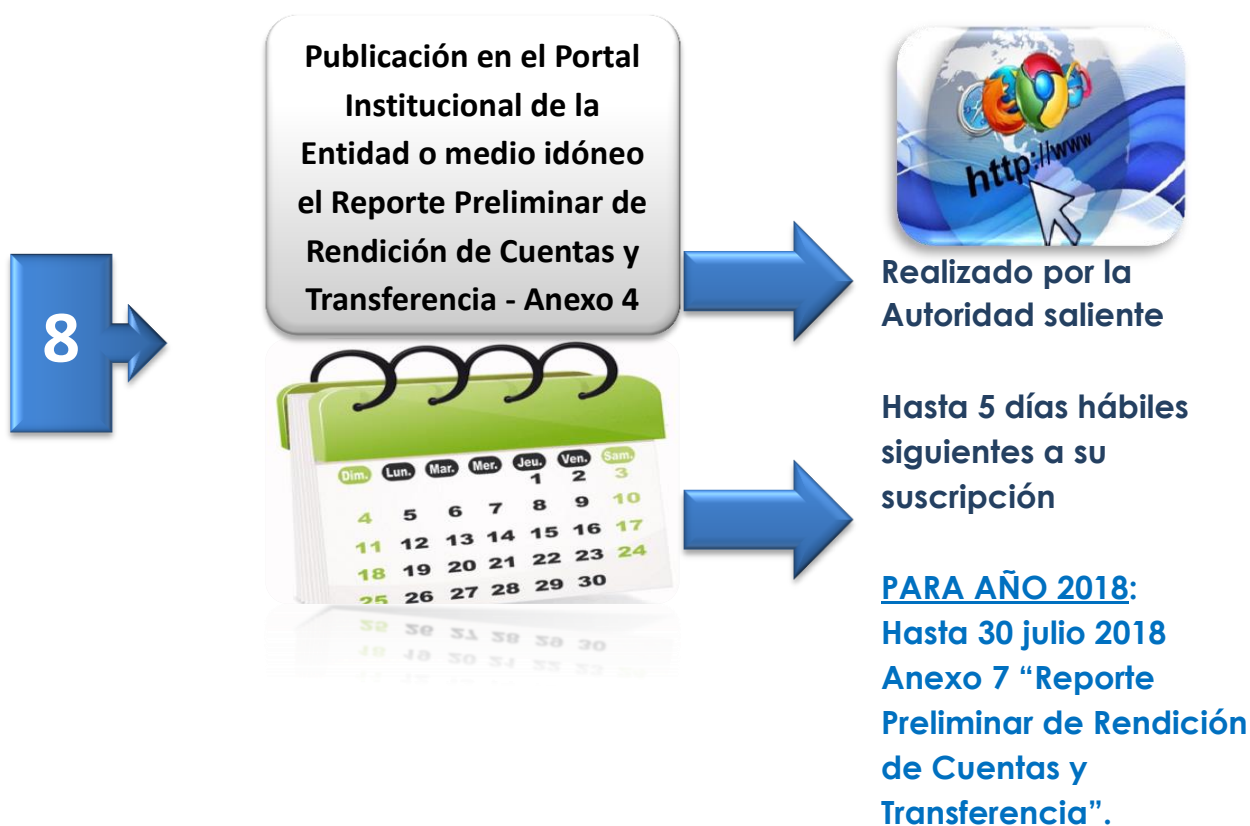 8
Publicación en el Portal
Institucional de la
Entidad o medio idóneo
el Reporte Preliminar de
Rendición de Cuentas y
Transferencia - Anexo 4
http://www
Realizado por la
Autoridad saliente
Hasta 5 días hábiles
siguientes a su
suscripción
PARA AÑO 2018:
Hasta 30 julio 2018
Anexo 7 “Reporte
Preliminar de Rendición
de Cuentas y
Transferencia”.
Dim. Lun. Mar. Mer. Jeu. Ven. Sam.
1 2 3
4 5 6 7 8 9 10
11 12 13 14 15 16 17
18 19 20 21 22 23 24
25 26 27 28 29 30